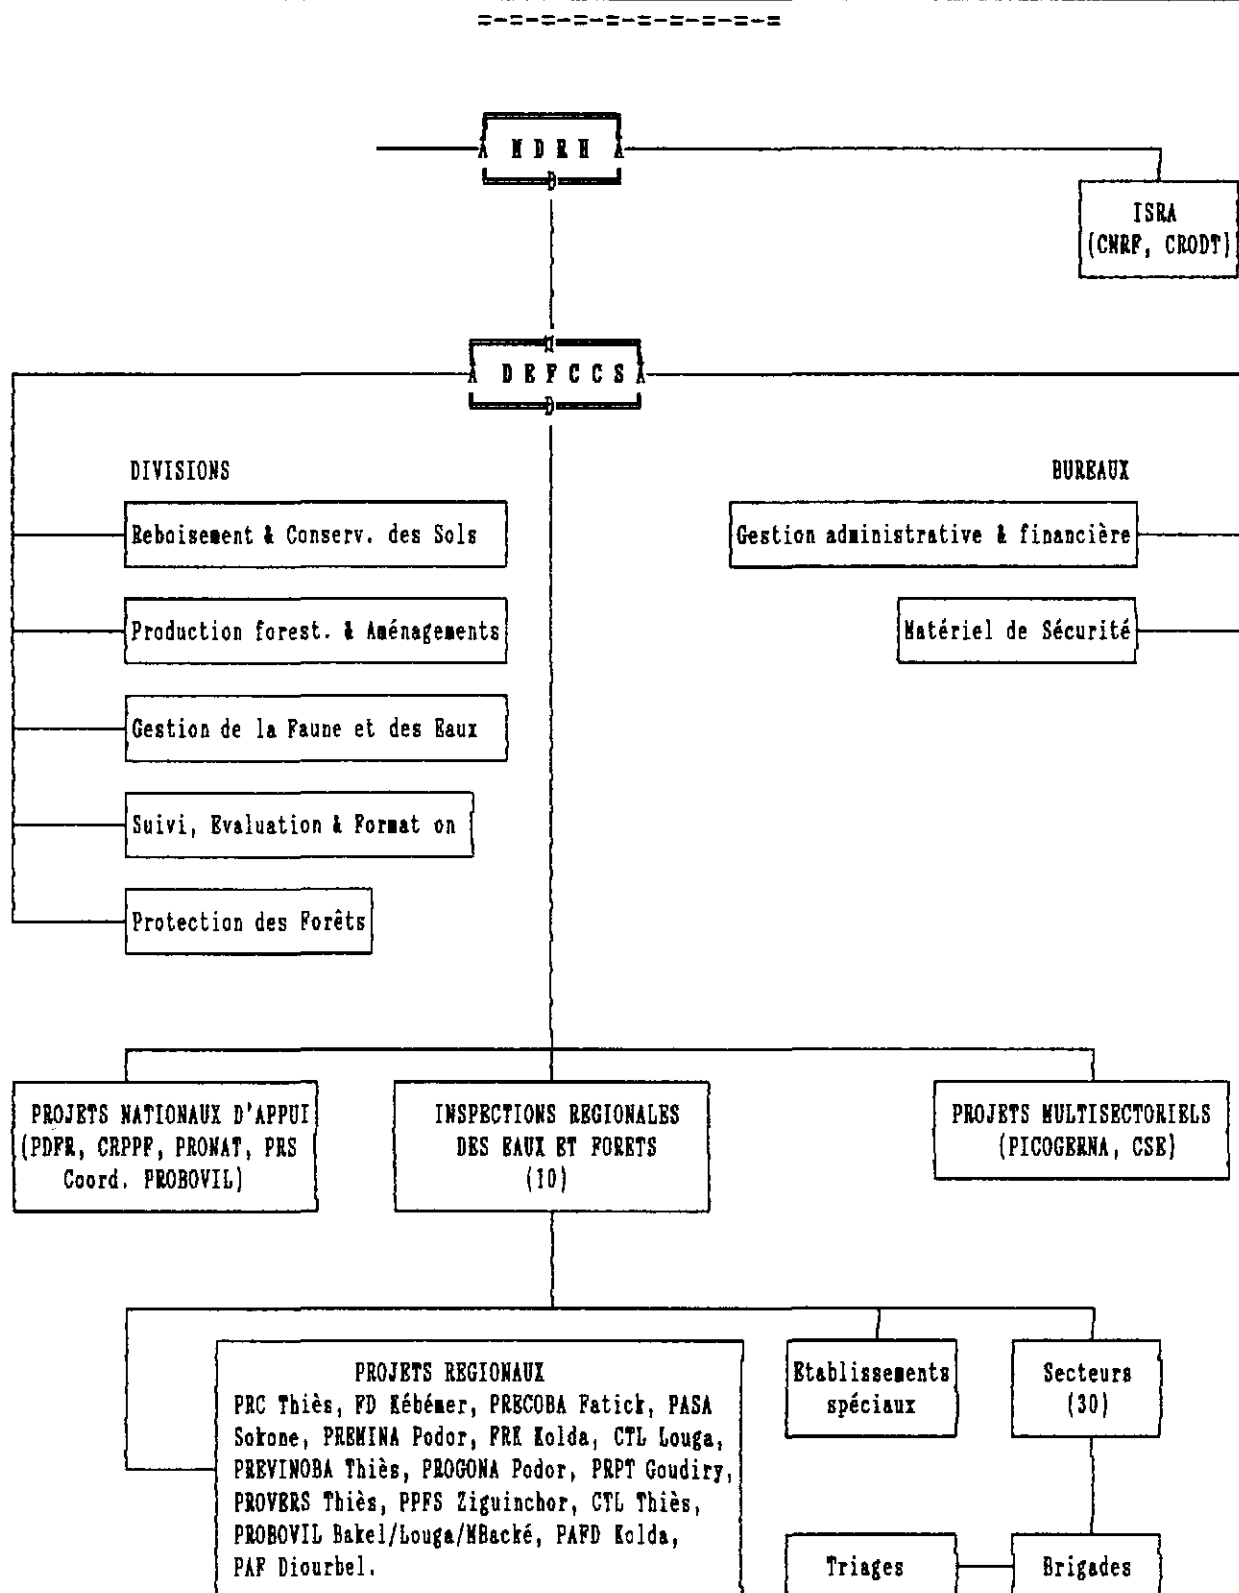 =-=-=-=-=-=-=-=-=-=
M D R H
ISRA
(CNRF, CRODT)
D E F C C S
DIVISIONS
BUREAUX
Reboisement & Conserv. des Sols
Gestion administrative & financière
Production forest. & Aménagements
Matériel de Sécurité
Gestion de la Faune et des Eaux
Suivi, Evaluation & Format on
Protection des Forêts
PROJETS NATIONAUX D'APPUI
(PDFR, CRPPF, PRONAT, PRS
Coord. PROBOVIL)
INSPECTIONS REGIONALES
DES EAUX ET FORETS
(10)
PROJETS MULTISECTORIELS
(PICOGERNA, CSE)
PROJETS REGIONAUX
PRC Thiès, FD Kébémer, PRECOBA Fatick, PASA
Sokone, PREMINA Podor, FRK Kolda, CTL Louga,
PREVINOBA Thiès, PROGONA Podor, PRPT Goudiry,
PROVERS Thiès, PPFS Ziguinchor, CTL Thiès,
PROBOVIL Bakel/Louga/MBacké, PAFD Kolda,
PAF Diourbel.
Etablissements
spéciaux
Secteurs
(30)
Triages
Brigades